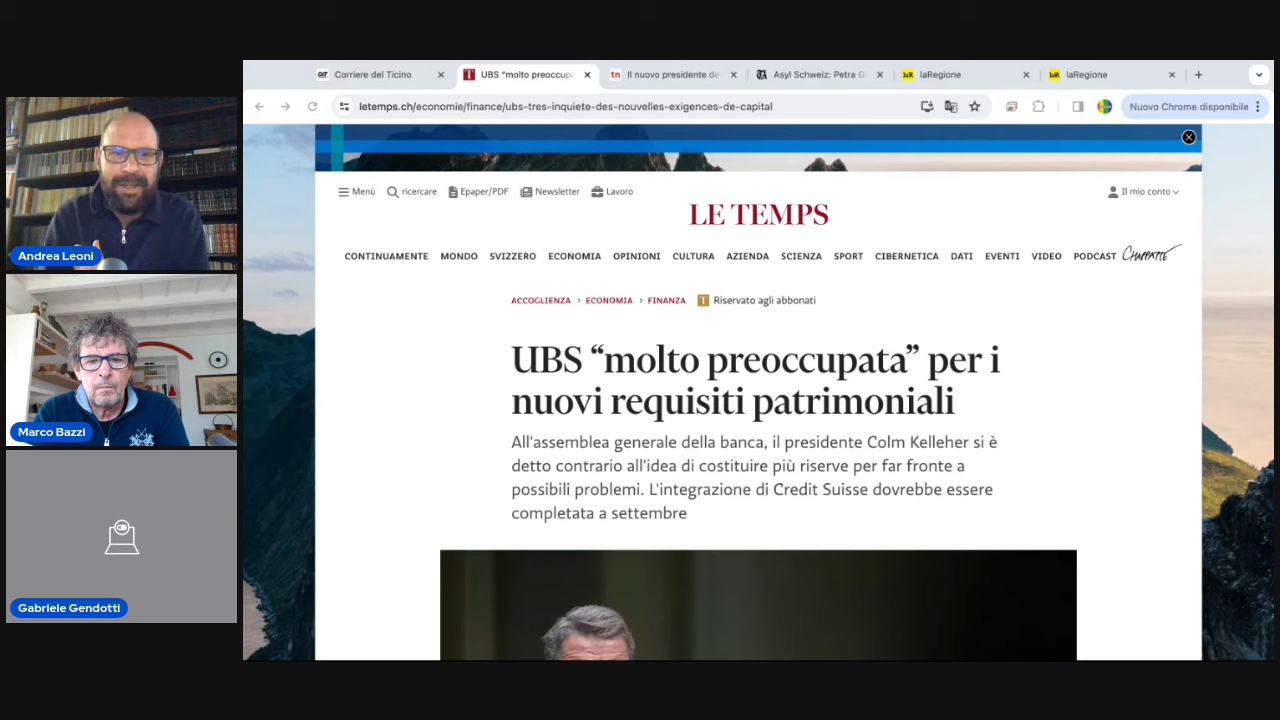 Andrea Leoni
Marco Bazzi
Gabriele Gendotti
Corriere del Ticino
UBS “molto preoccup
Il nuovo presidente de
Asyl Schweiz: Petra G
laRegione
laRegione
letemps.ch/economie/finance/ubs-tres-inquiete-des-nouvelles-exigences-de-capital
Nuovo Chrome disponibile
Menù
ricercare
Epaper/PDF
Newsletter
Lavoro
Il mio conto
LE TEMPS
CONTINUAMENTE MONDO SVIZZERO ECONOMIA OPINIONI CULTURA AZIENDA SCIENZA SPORT CIBERNETICA DATI EVENTI VIDEO PODCAST Chappatte
ACCOGLIENZA > ECONOMIA > FINANZA T Riservato agli abbonati
UBS “molto preoccupata” per i
nuovi requisiti patrimoniali
All'assemblea generale della banca, il presidente Colm Kelleher si è
detto contrario all'idea di costituire più riserve per far fronte a
possibili problemi. L'integrazione di Credit Suisse dovrebbe essere
completata a settembre